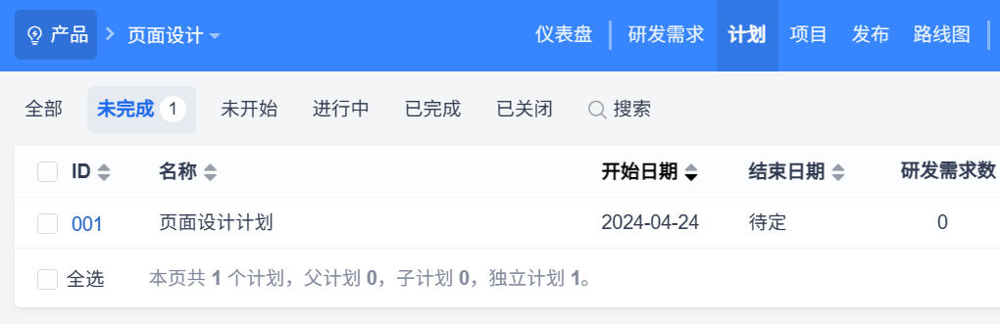 产品 页面设计 仪表盘 研发需求 计划 项目 发布 路线图
全部 未完成 1 未开始 进行中 已完成 已关闭 搜索
ID 名称 开始日期 结束日期 研发需求数
001 页面设计计划 2024-04-24 待定 0
全选 本页共 1 个计划，父计划 0，子计划 0，独立计划 1。